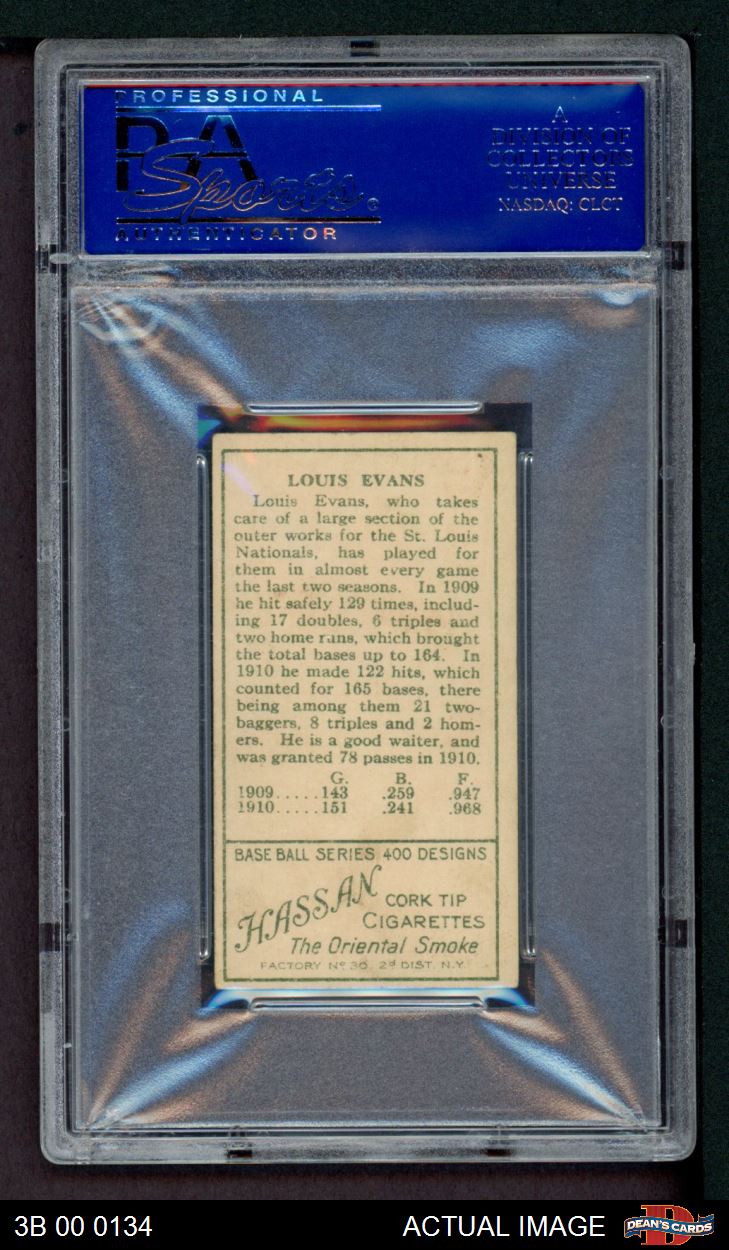 PROFESSIONAL
PSA
Sports
AUTHENTICATOR
A
DIVISION OF
COLLECTORS
UNIVERSE
NASDAQ: CLCT
LOUIS EVANS
Louis Evans, who takes
care of a large section of the
outer works for the St. Louis
Nationals, has played for
them in almost every game
the last two seasons. In 1909
he hit safely 129 times, includ-
ing 17 doubles, 6 triples and
two home runs, which brought
the total bases up to 164. In
1910 he made 122 hits, which
counted for 165 bases, there
being among them 21 two-
baggers, 8 triples and 2 hom-
ers. He is a good waiter, and
was granted 78 passes in 1910.
G. B. F.
1909.....143 .259 .947
1910.....151 .241 .968
BASE BALL SERIES 400 DESIGNS
HASSAN CORK TIP
CIGARETTES
The Oriental Smoke
FACTORY Nº 30. 2d DIST. N.Y.
3B 00 0134
ACTUAL IMAGE
D
DEAN'S CARDS